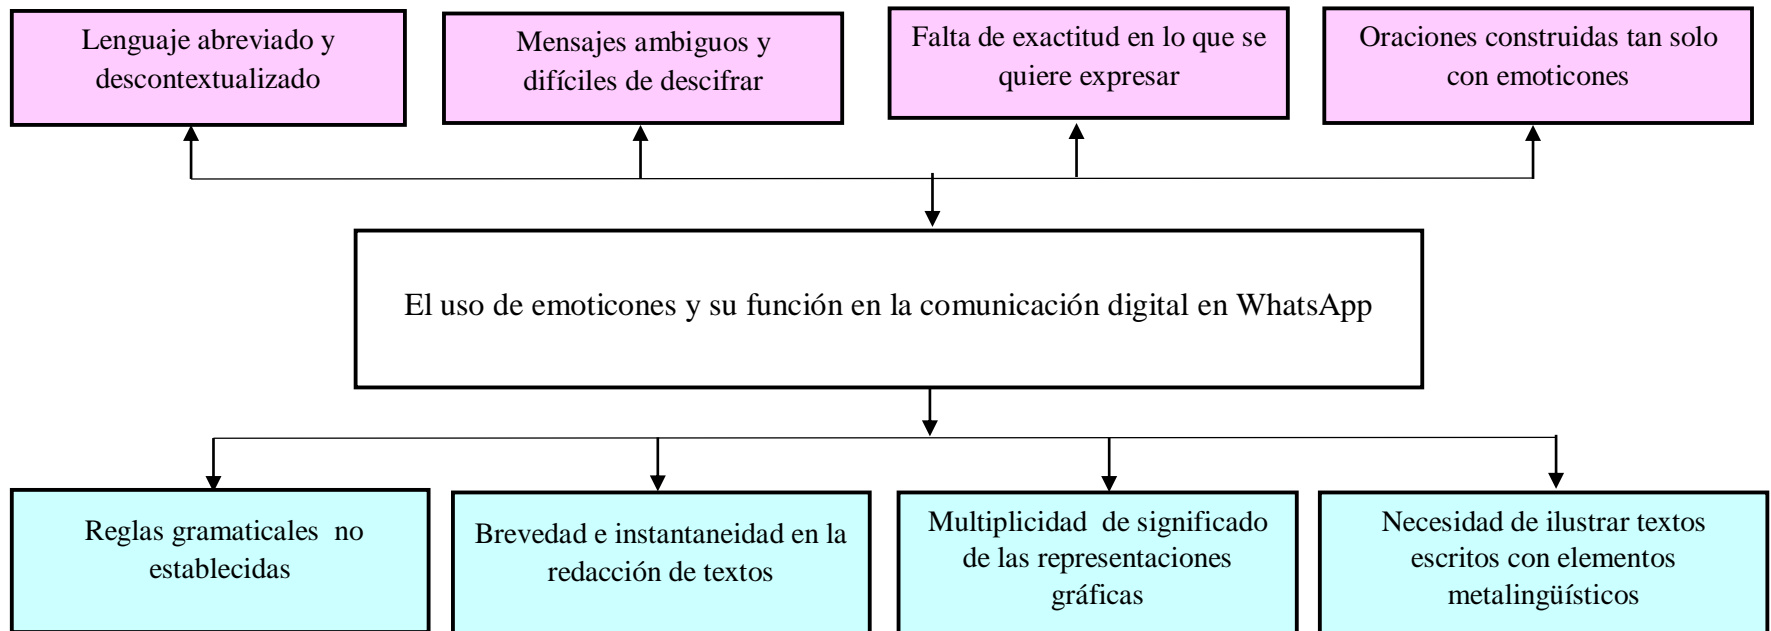 Lenguaje abreviado y
descontextualizado
Mensajes ambiguos y
difíciles de descifrar
Falta de exactitud en lo que se
quiere expresar
Oraciones construidas tan solo
con emoticones
El uso de emoticones y su función en la comunicación digital en WhatsApp
Reglas gramaticales no
establecidas
Brevedad e instantaneidad en la
redacción de textos
Multiplicidad de significado
de las representaciones
gráficas
Necesidad de ilustrar textos
escritos con elementos
metalingüísticos